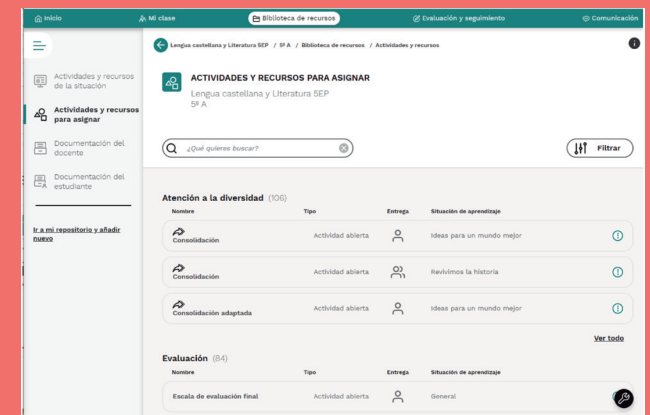 Inicio
Mi clase
Biblioteca de recursos
Evaluación y seguimiento
Comunicación
Lengua castellana y Literatura 5EP / 5º A / Biblioteca de recursos / Actividades y recursos
Actividades y recursos
de la situación
Actividades y recursos
para asignar
Documentación del
docente
Documentación del
estudiante
Ir a mi repositorio y añadir
nuevo
ACTIVIDADES Y RECURSOS PARA ASIGNAR
Lengua castellana y Literatura 5EP
5º A
¿Qué quieres buscar?
Filtrar
Atención a la diversidad (106)
Nombre Tipo Entrega Situación de aprendizaje
Consolidación Actividad abierta Ideas para un mundo mejor
Consolidación Actividad abierta Revivimos la historia
Consolidación adaptada Actividad abierta Ideas para un mundo mejor
Ver todo
Evaluación (84)
Nombre Tipo Entrega Situación de aprendizaje
Escala de evaluación final Actividad abierta General